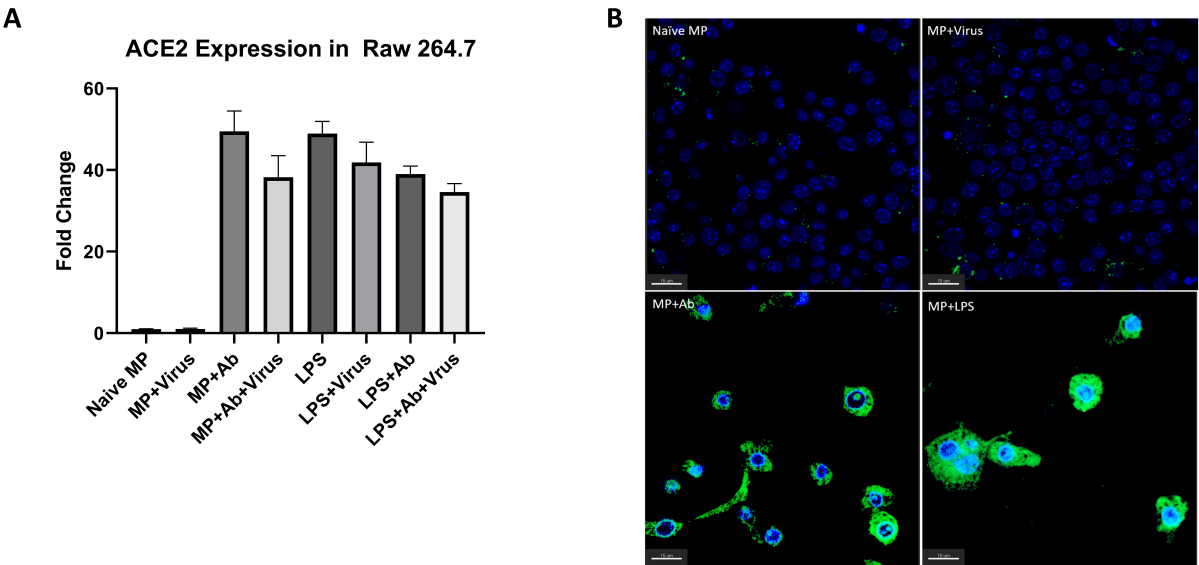 A
ACE2 Expression in Raw 264.7
Fold Change
60
40
20
0
Naive MP
MP+Virus
MP+Ab
MP+Ab+Virus
LPS
LPS+Virus
LPS+Ab
LPS+Ab+Vrus
B
Naïve MP
MP+Virus
MP+Ab
MP+LPS